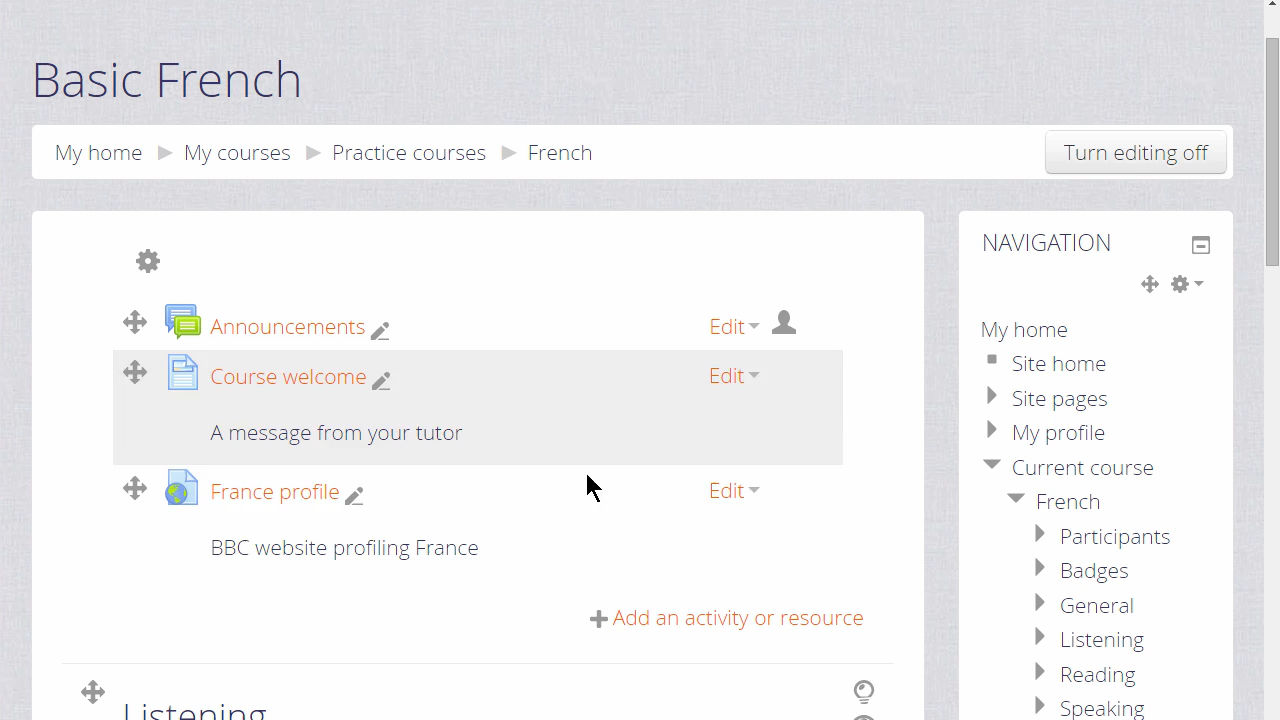 Basic French
My home My courses Practice courses French Turn editing off
Announcements Edit
Course welcome Edit
A message from your tutor
France profile Edit
BBC website profiling France
Add an activity or resource
Listening
NAVIGATION
My home
Site home
Site pages
My profile
Current course
French
Participants
Badges
General
Listening
Reading
Speaking